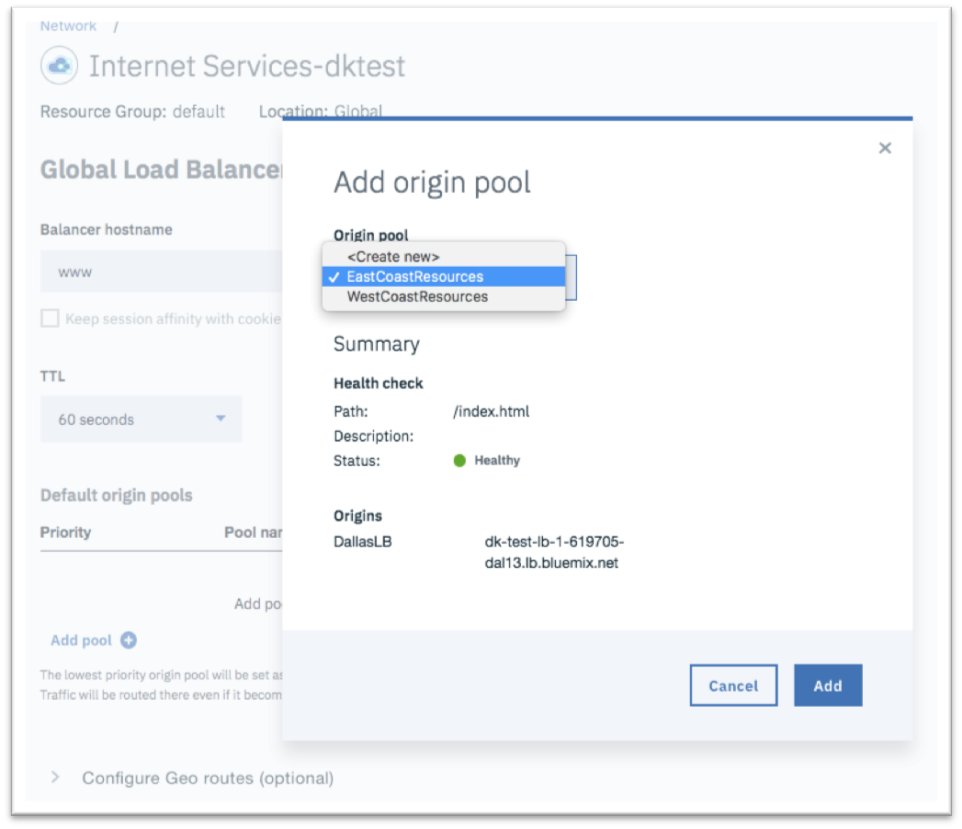 Network /
Internet Services-dktest
Resource Group: default Location: Global
Global Load Balancer
Balancer hostname
www
Keep session affinity with cookie
TTL
60 seconds
Default origin pools
Priority Pool nar
Add po
Add pool
The lowest priority origin pool will be set as
Traffic will be routed there even if it becom
Configure Geo routes (optional)
Add origin pool
Origin pool
<Create new>
✓ EastCoastResources
WestCoastResources
Summary
Health check
Path: /index.html
Description:
Status: Healthy
Origins
DallasLB dk-test-lb-1-619705-
dal13.lb.bluemix.net
Cancel Add